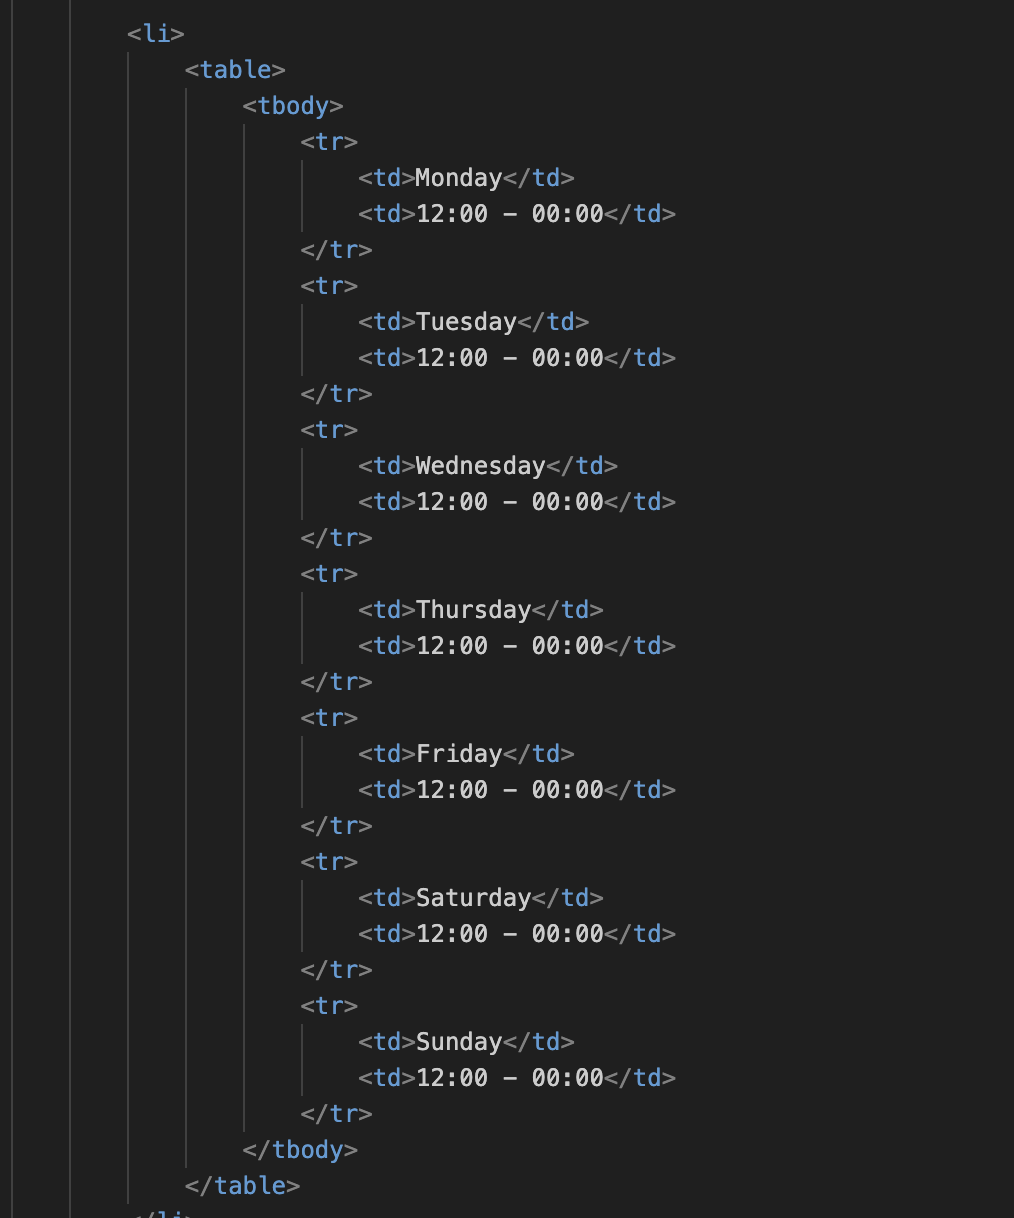 <li>
<table>
<tbody>
<tr>
<td>Monday</td>
<td>12:00 – 00:00</td>
</tr>
<tr>
<td>Tuesday</td>
<td>12:00 – 00:00</td>
</tr>
<tr>
<td>Wednesday</td>
<td>12:00 – 00:00</td>
</tr>
<tr>
<td>Thursday</td>
<td>12:00 – 00:00</td>
</tr>
<tr>
<td>Friday</td>
<td>12:00 – 00:00</td>
</tr>
<tr>
<td>Saturday</td>
<td>12:00 – 00:00</td>
</tr>
<tr>
<td>Sunday</td>
<td>12:00 – 00:00</td>
</tr>
</tbody>
</table>
</li>